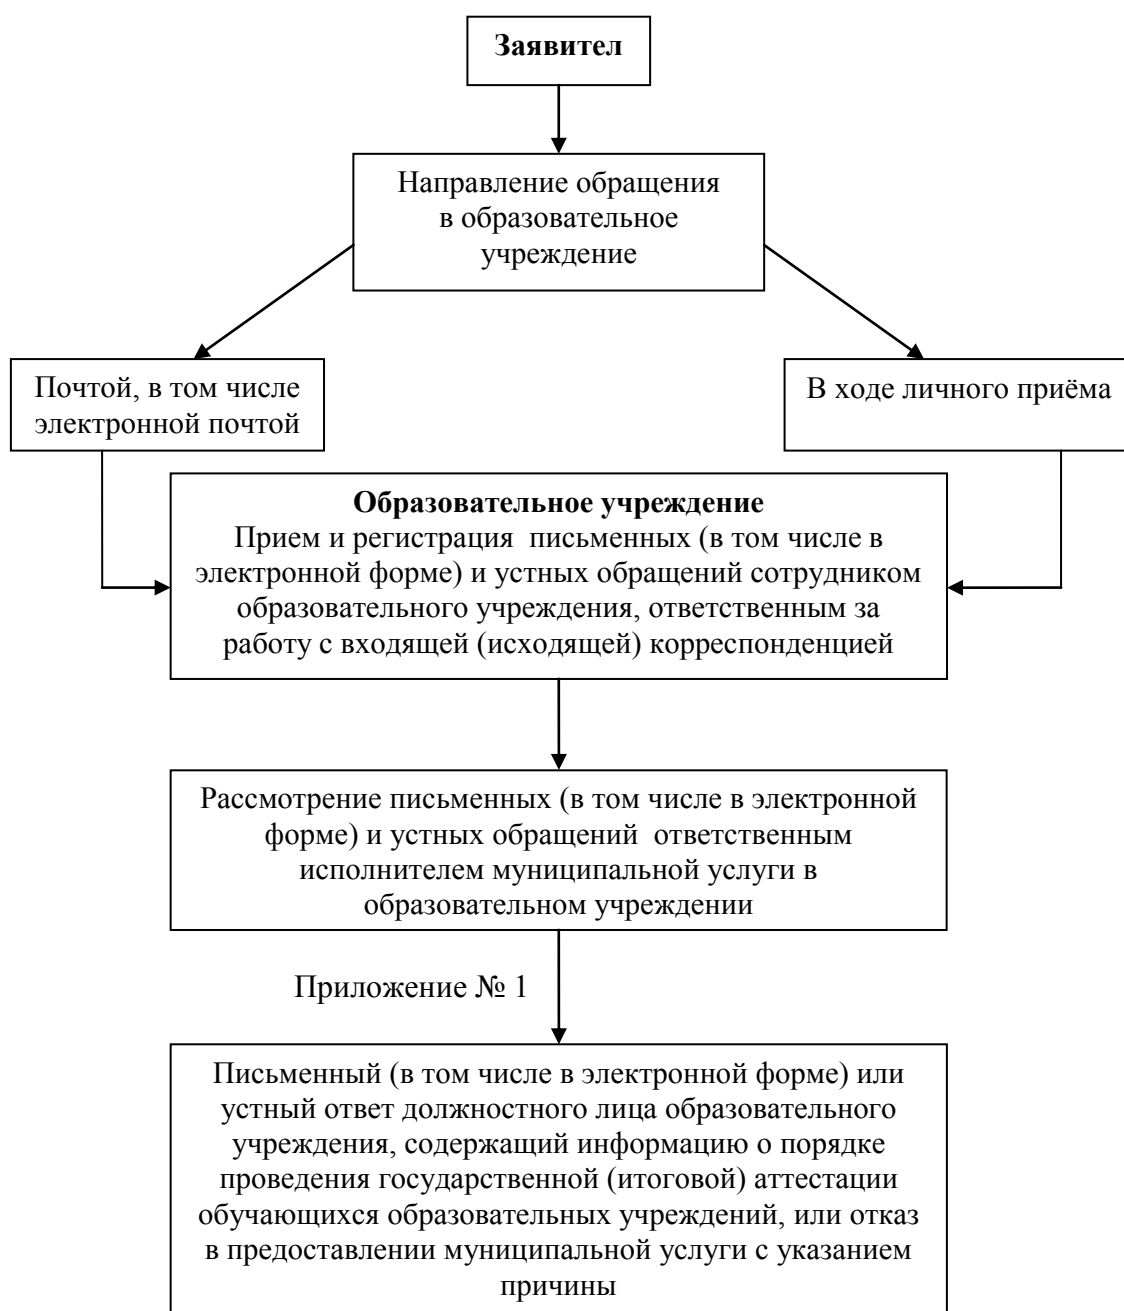 Заявител
Направление обращения
в образовательное
учреждение
Почтой, в том числе
электронной почтой
В ходе личного приёма
Образовательное учреждение
Прием и регистрация письменных (в том числе в
электронной форме) и устных обращений сотрудником
образовательного учреждения, ответственным за
работу с входящей (исходящей) корреспонденцией
Рассмотрение письменных (в том числе в электронной
форме) и устных обращений ответственным
исполнителем муниципальной услуги в
образовательном учреждении
Приложение № 1
Письменный (в том числе в электронной форме) или
устный ответ должностного лица образовательного
учреждения, содержащий информацию о порядке
проведения государственной (итоговой) аттестации
обучающихся образовательных учреждений, или отказ
в предоставлении муниципальной услуги с указанием
причины